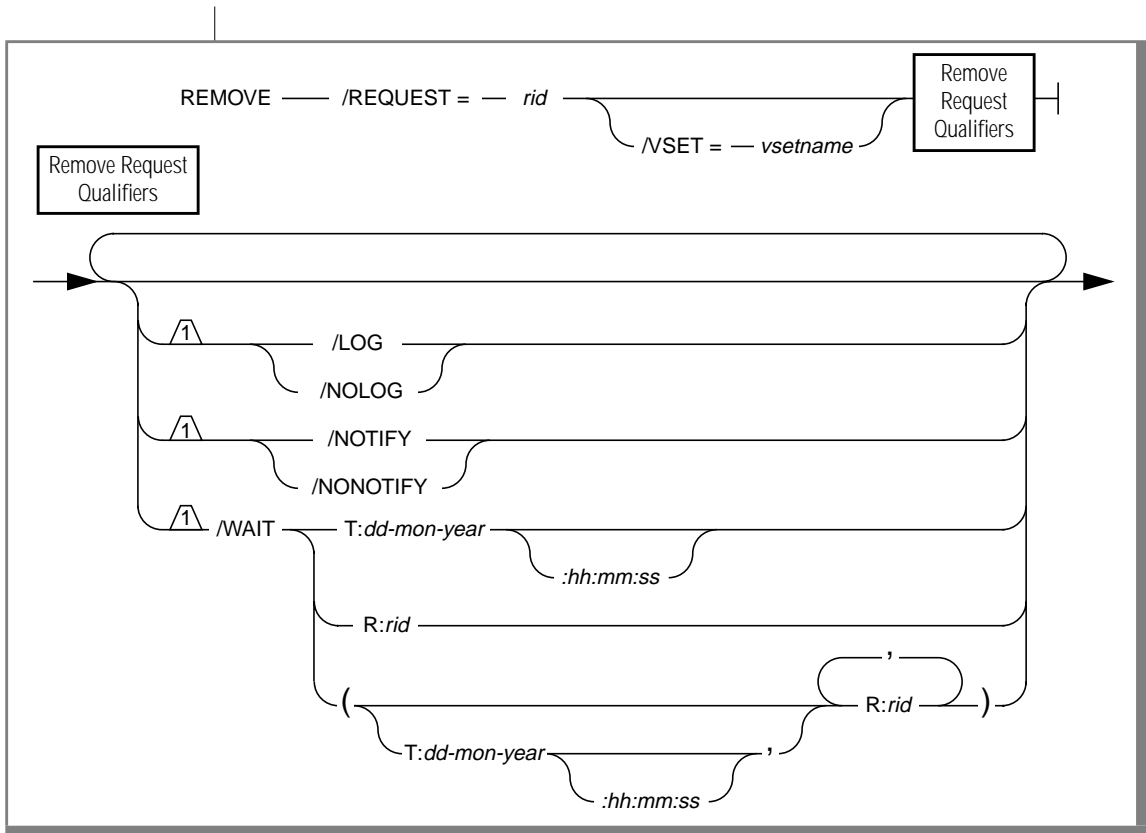 REMOVE /REQUEST = rid
/VSET = vsetname
Remove
Request
Qualifiers
Remove Request
Qualifiers
1 /LOG
/NOLOG
1 /NOTIFY
/NONOTIFY
1 /WAIT T:dd-mon-year
:hh:mm:ss
R:rid
,
( R:rid )
T:dd-mon-year ,
:hh:mm:ss